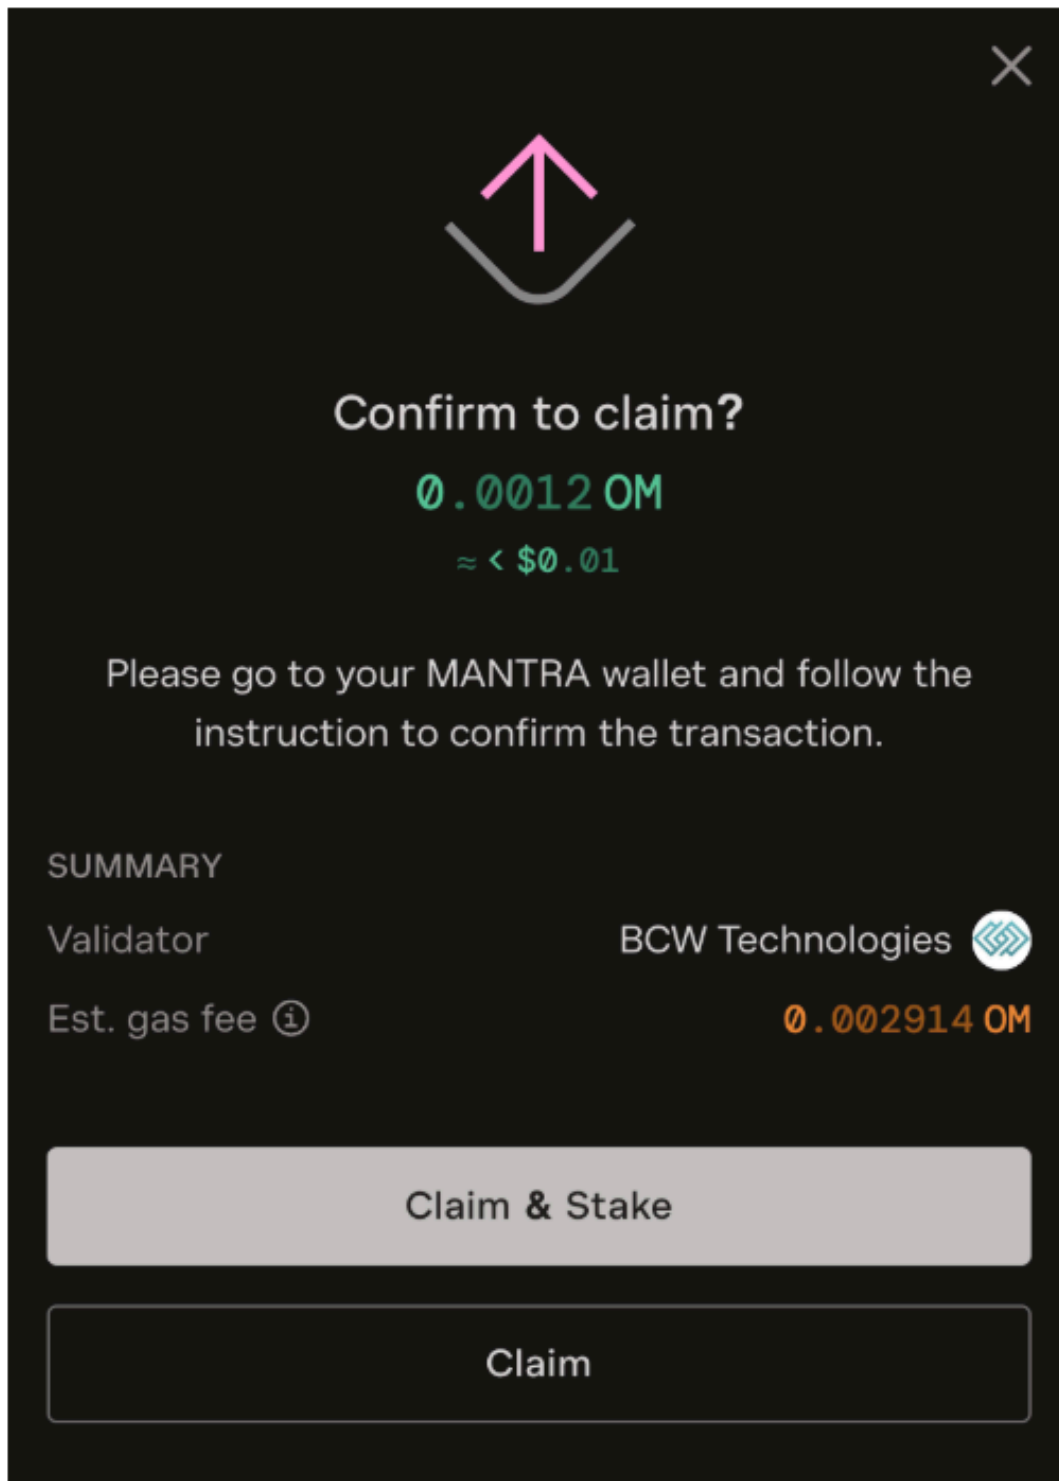 Confirm to claim?
0.0012 OM
≈ < $0.01
Please go to your MANTRA wallet and follow the
instruction to confirm the transaction.
SUMMARY
Validator BCW Technologies
Est. gas fee 0.002914 OM
Claim & Stake
Claim